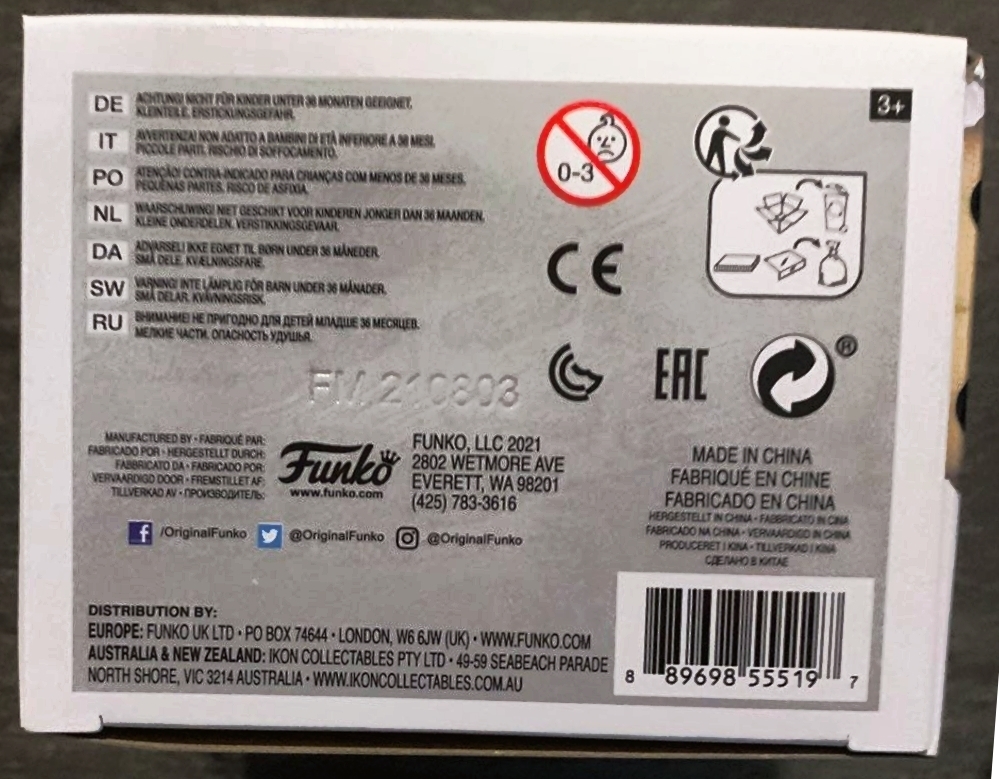 DE ACHTUNG! NICHT FÜR KINDER UNTER 36 MONATEN GEEIGNET.
KLEINTEILE. ERSTICKUNGSGEFAHR.
IT AVVERTENZA! NON ADATTO A BAMBINI DI ETÀ INFERIORE A 36 MESI.
PICCOLE PARTI. RISCHIO DI SOFFOCAMENTO.
PO ATENÇÃO! CONTRA-INDICADO PARA CRIANÇAS COM MENOS DE 36 MESES.
PEQUENAS PARTES. RISCO DE ASFIXIA.
NL WAARSCHUWING! NIET GESCHIKT VOOR KINDEREN JONGER DAN 36 MAANDEN.
KLEINE ONDERDELEN. VERSTIKKINGSGEVAAR.
DA ADVARSEL! IKKE EGNET TIL BØRN UNDER 36 MÅNEDER.
SMÅ DELE. KVÆLNINGSFARE.
SW VARNING! INTE LÄMPLIG FÖR BARN UNDER 36 MÅNADER.
SMÅ DELAR. KVÄVNINGSRISK.
RU ВНИМАНИЕ! НЕ ПРИГОДНО ДЛЯ ДЕТЕЙ МЛАДШЕ 36 МЕСЯЦЕВ.
МЕЛКИЕ ЧАСТИ. ОПАСНОСТЬ УДУШЬЯ.
0-3
3+
CE
EAC
®
FM 210803
MANUFACTURED BY • FABRIQUÉ PAR:
FABRICADO POR • HERGESTELLT DURCH:
FABBRICATO DA • FABRICADO POR:
VERVAARDIGD DOOR • FREMSTILLET AF:
TILLVERKAD AV • ПРОИЗВОДИТЕЛЬ:
Funko
www.funko.com
FUNKO, LLC 2021
2802 WETMORE AVE
EVERETT, WA 98201
(425) 783-3616
MADE IN CHINA
FABRIQUÉ EN CHINE
FABRICADO EN CHINA
HERGESTELLT IN CHINA • FABBRICATO IN CINA
FABRICADO NA CHINA • VERVAARDIGD IN CHINA
PRODUCERET I KINA • TILLVERKAD I KINA
СДЕЛАНО В КИТАЕ
/OriginalFunko @OriginalFunko @OriginalFunko
DISTRIBUTION BY:
EUROPE: FUNKO UK LTD • PO BOX 74644 • LONDON, W6 6JW (UK) • WWW.FUNKO.COM
AUSTRALIA & NEW ZEALAND: IKON COLLECTABLES PTY LTD • 49-59 SEABEACH PARADE
NORTH SHORE, VIC 3214 AUSTRALIA • WWW.IKONCOLLECTABLES.COM.AU
8 89698 55519 7